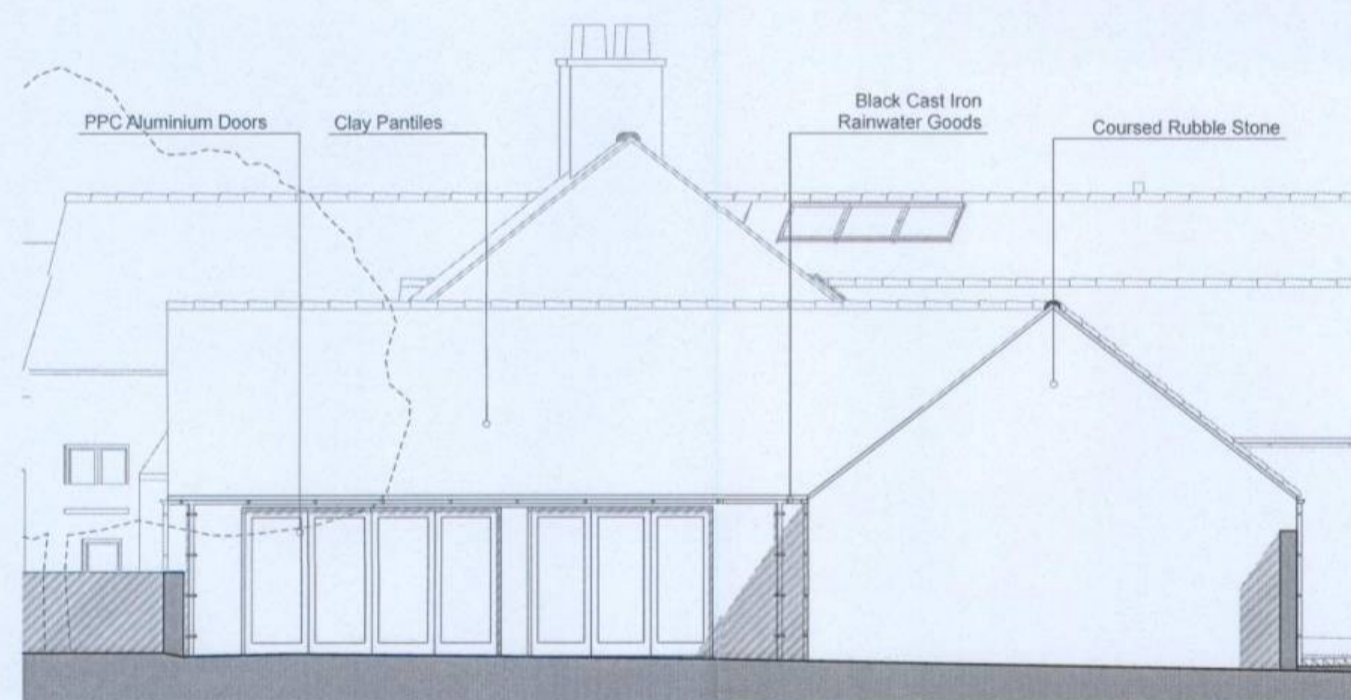 PPC Aluminium Doors
Clay Pantiles
Black Cast Iron
Rainwater Goods
Coursed Rubble Stone